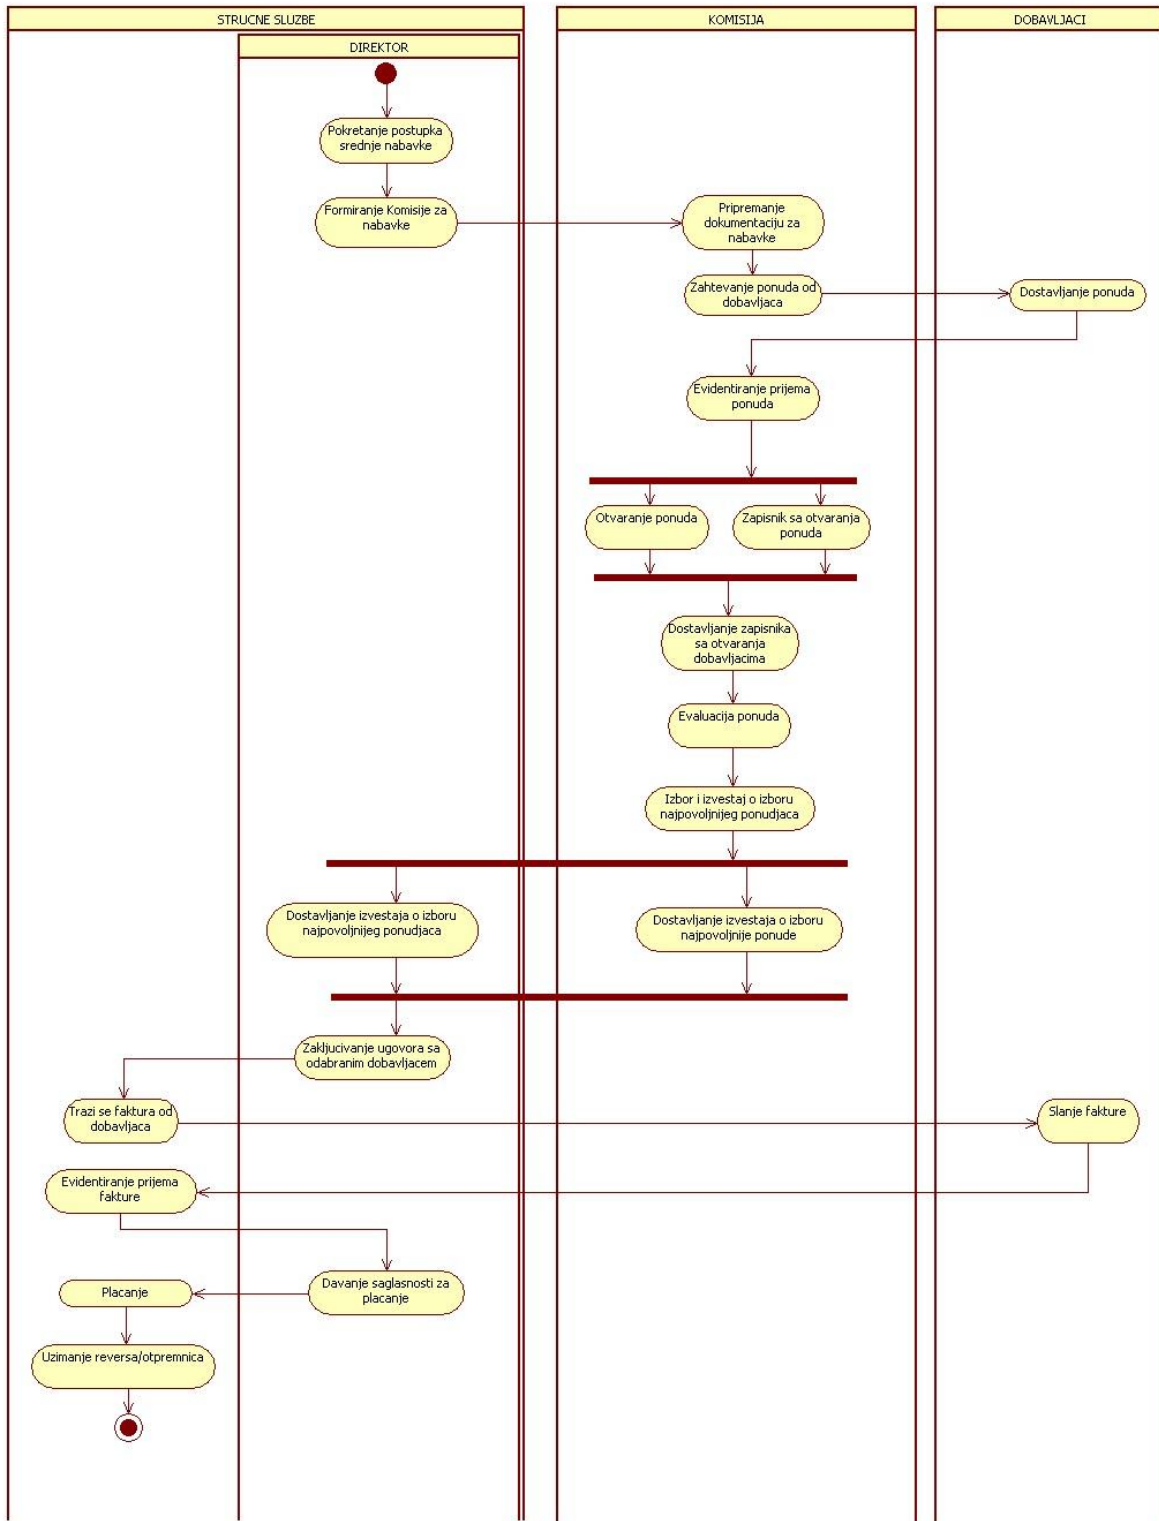 STRUCNE SLUZBE
KOMISIJA
DOBAVLJACI
DIREKTOR
Pokretanje postupka
srednje nabavke
Formiranje Komisije za
nabavke
Pripremanje
dokumentaciju za
nabavke
Zahtevanje ponuda od
dobavljaca
Dostavljanje ponuda
Evidentiranje prijema
ponuda
Otvaranje ponuda
Zapisnik sa otvaranja
ponuda
Dostavljanje zapisnika
sa otvaranja
dobavljacima
Evaluacija ponuda
Izbor i izvestaj o izboru
najpovoljnijeg ponudjaca
Dostavljanje izvestaja o izboru
najpovoljnijeg ponudjaca
Dostavljanje izvestaja o izboru
najpovoljnije ponude
Zakljucivanje ugovora sa
odabranim dobavljacem
Trazi se faktura od
dobavljaca
Slanje fakture
Evidentiranje prijema
fakture
Davanje saglasnosti za
placanje
Placanje
Uzimanje reversa/otpremnica